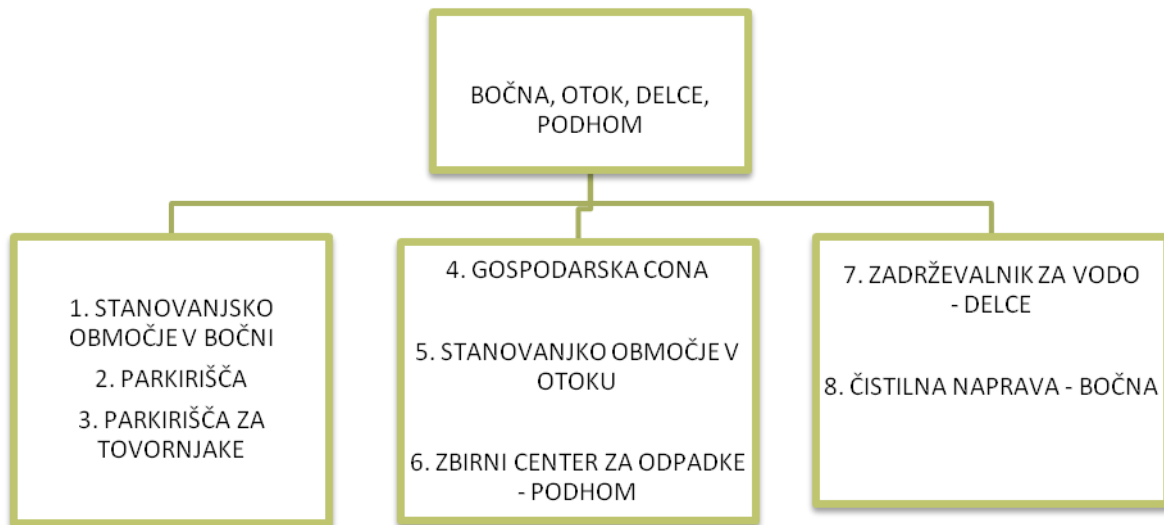 BOČNA, OTOK, DELCE,
PODHOM
1. STANOVANJSKO
OBMOČJE V BOČNI
2. PARKIRIŠČA
3. PARKIRIŠČA ZA
TOVORNJAKE
4. GOSPODARSKA CONA
5. STANOVANJKO OBMOČJE V
OTOKU
6. ZBIRNI CENTER ZA ODPADKE
- PODHOM
7. ZADRŽEVALNIK ZA VODO
- DELCE
8. ČISTILNA NAPRAVA - BOČNA